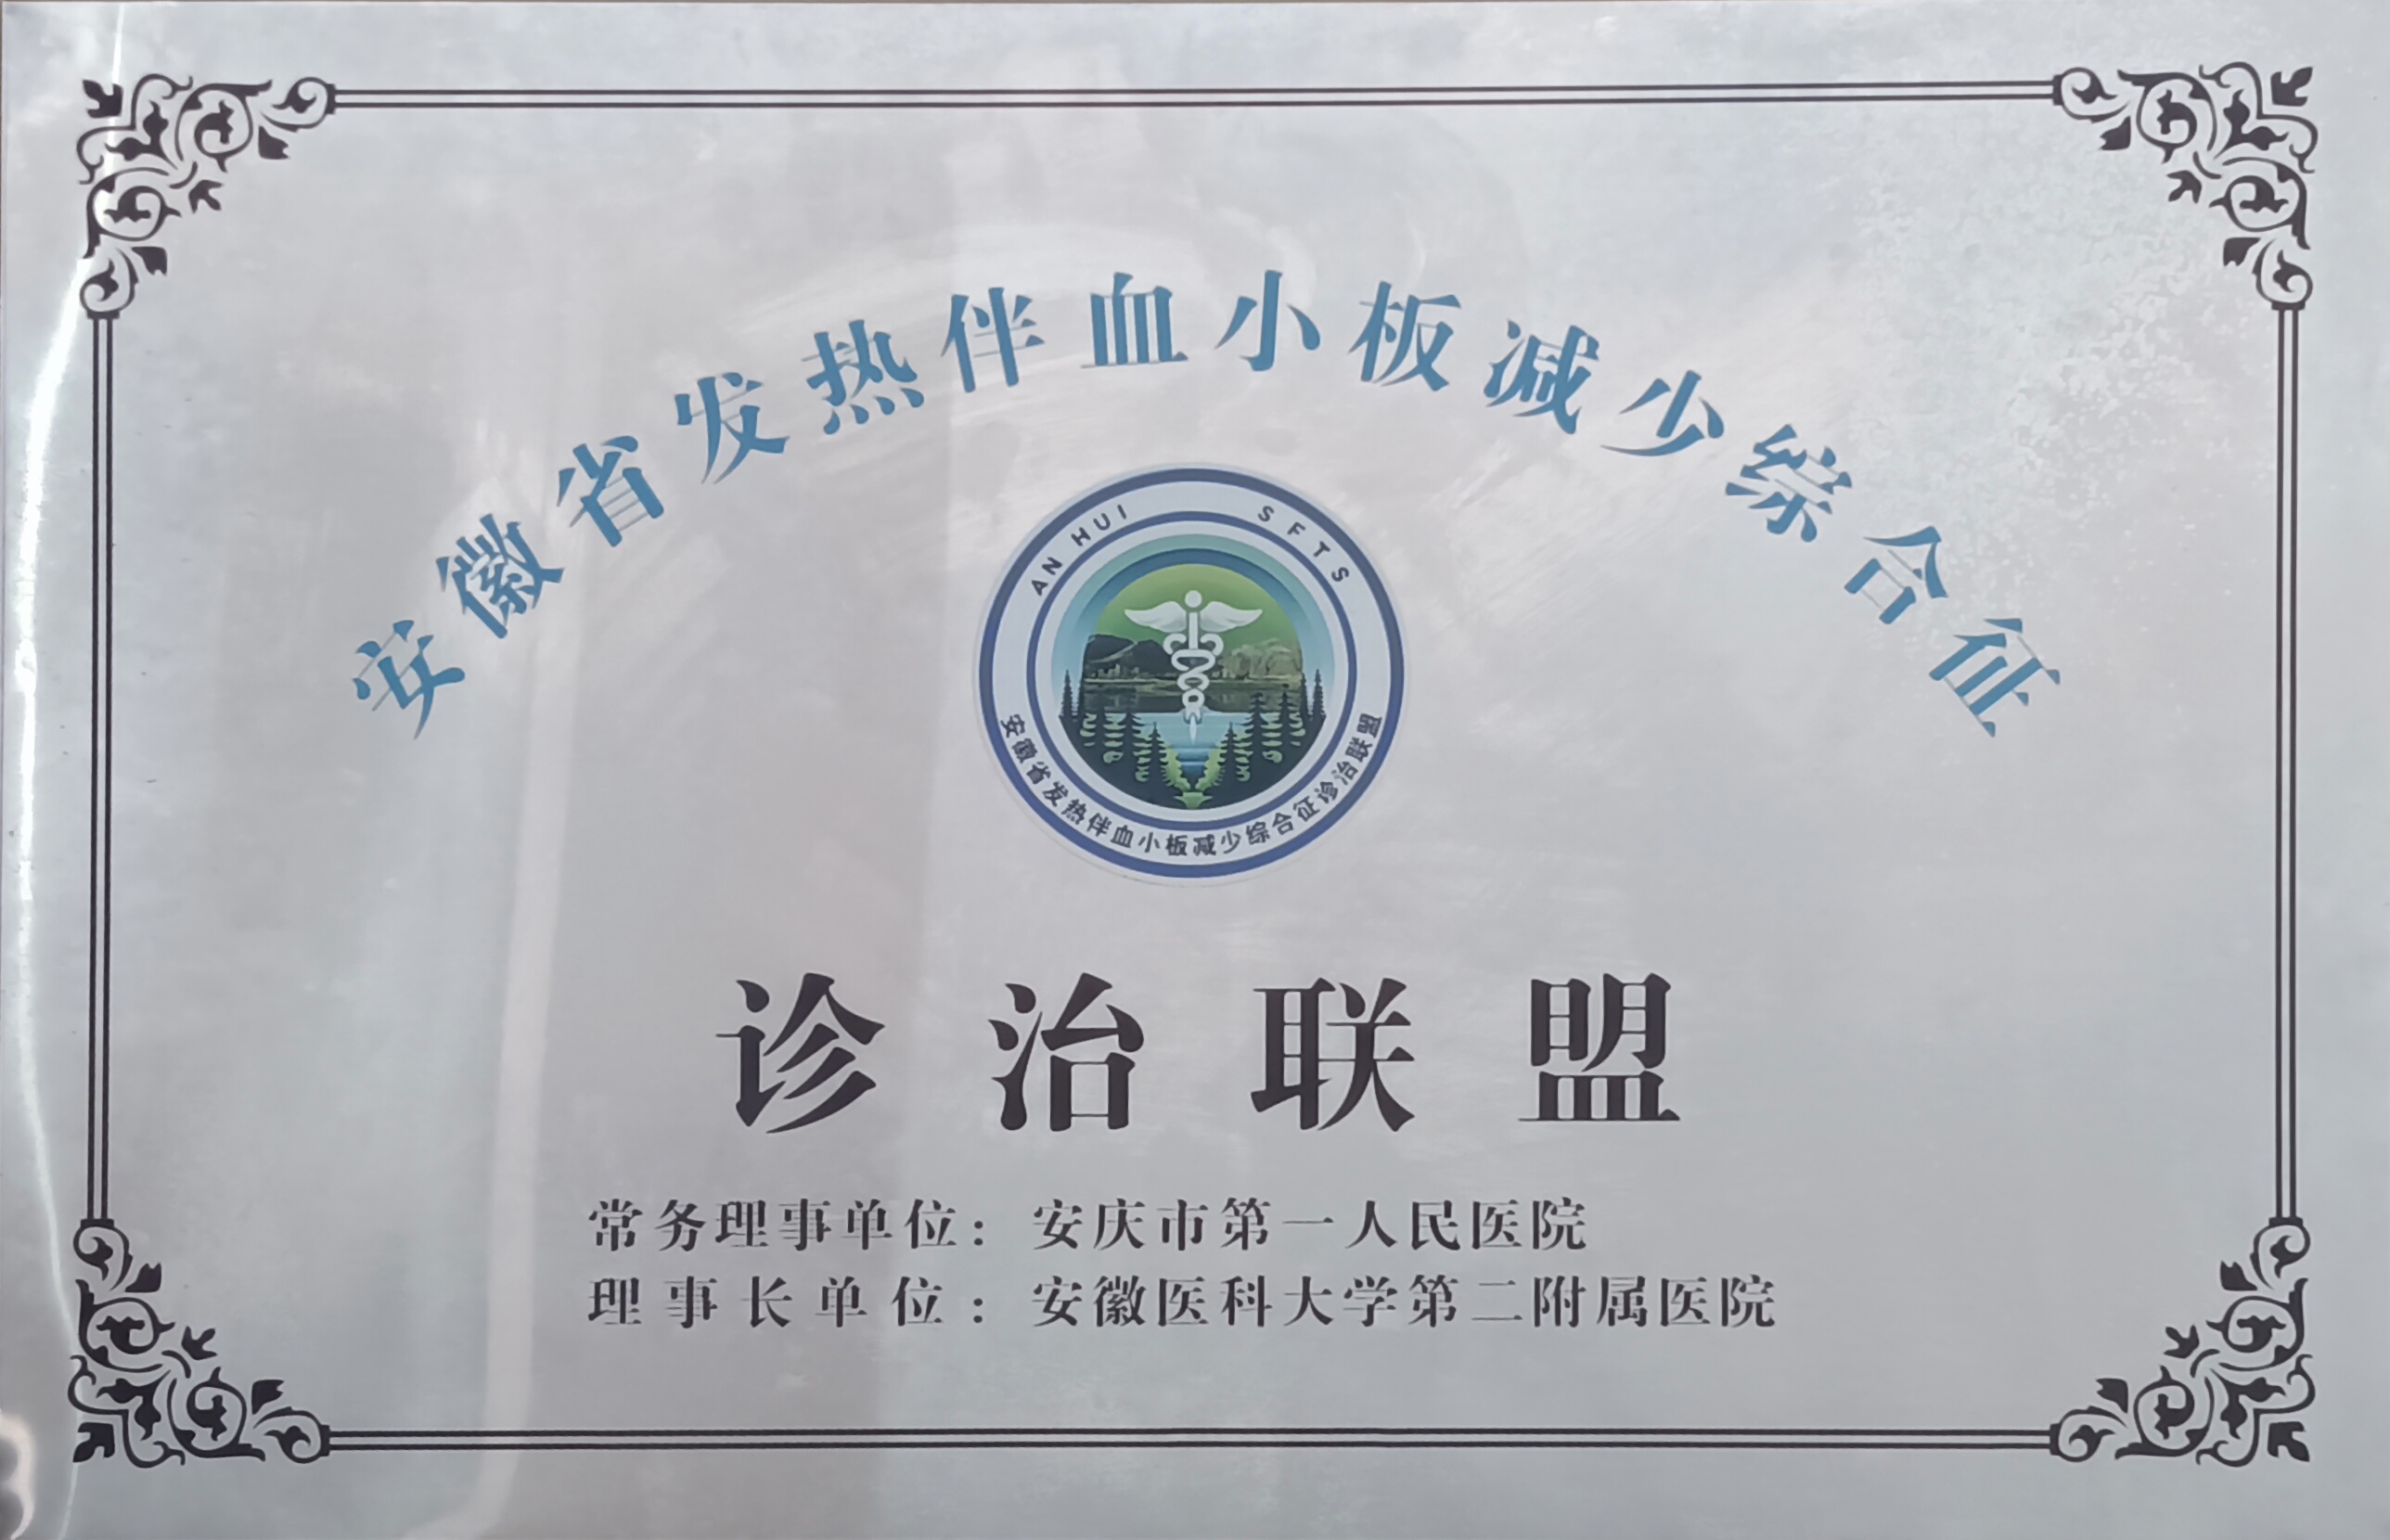 安徽省发热伴血小板减少综合征
AN HUI SFTS
安徽省发热伴血小板减少综合征诊治联盟
诊治联盟
常务理事单位：安庆市第一人民医院
理事长单位：安徽医科大学第二附属医院